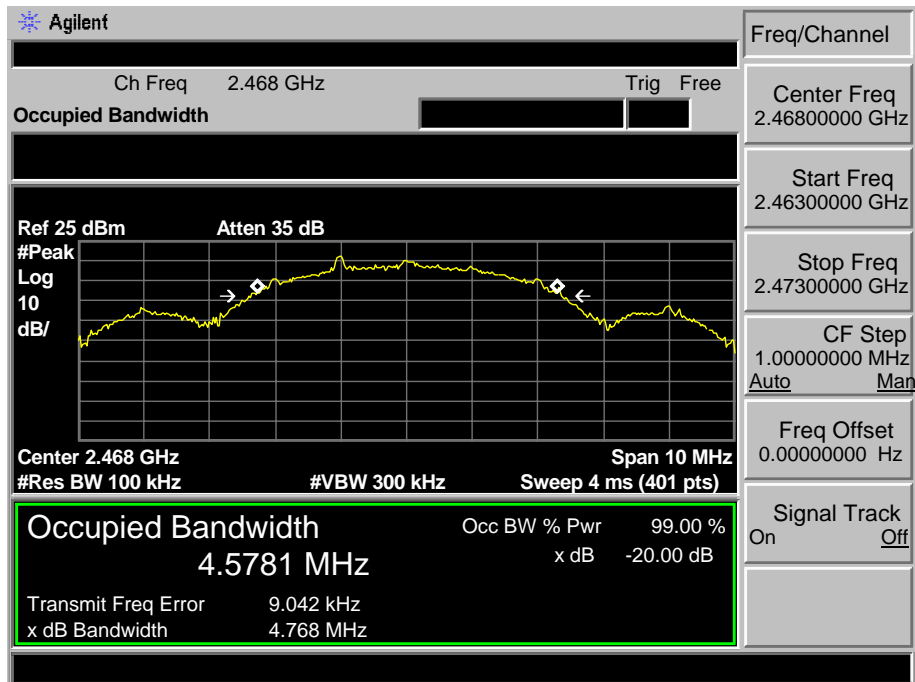 Agilent
Freq/Channel
Ch Freq 2.468 GHz Trig Free
Occupied Bandwidth
Center Freq
2.46800000 GHz
Start Freq
2.46300000 GHz
Stop Freq
2.47300000 GHz
CF Step
1.00000000 MHz
Auto Man
Freq Offset
0.00000000 Hz
Signal Track
On Off
Ref 25 dBm Atten 35 dB
#Peak
Log
10
dB/
Center 2.468 GHz Span 10 MHz
#Res BW 100 kHz #VBW 300 kHz Sweep 4 ms (401 pts)
Occupied Bandwidth Occ BW % Pwr 99.00 %
4.5781 MHz x dB -20.00 dB
Transmit Freq Error 9.042 kHz
x dB Bandwidth 4.768 MHz